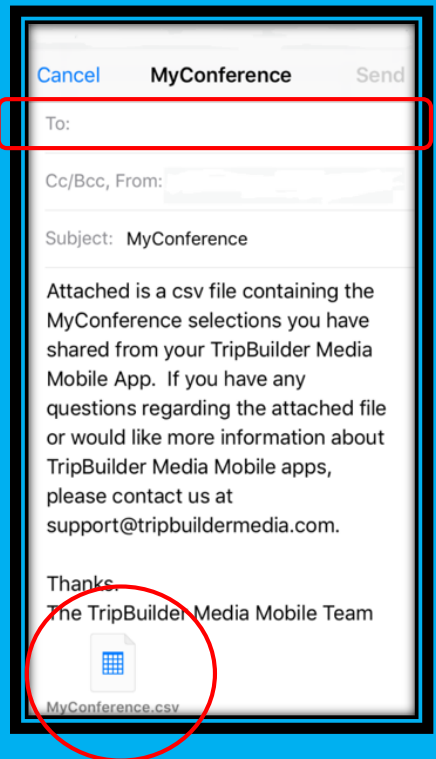 Cancel MyConference Send
To:
Cc/Bcc, From:
Subject: MyConference
Attached is a csv file containing the
MyConference selections you have
shared from your TripBuilder Media
Mobile App. If you have any
questions regarding the attached file
or would like more information about
TripBuilder Media Mobile apps,
please contact us at
support@tripbuildermedia.com.
Thanks.
The TripBuilder Media Mobile Team
MyConference.csv